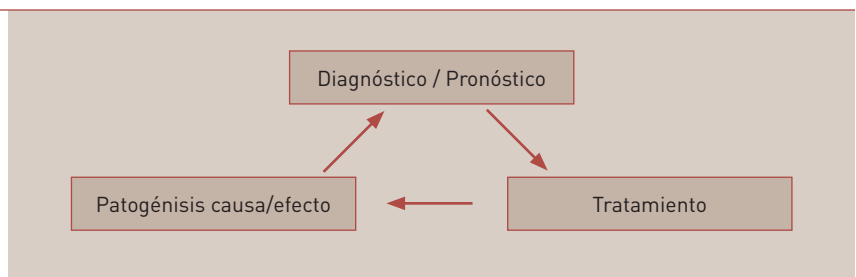 Diagnóstico / Pronóstico
Patogénisis causa/efecto
Tratamiento